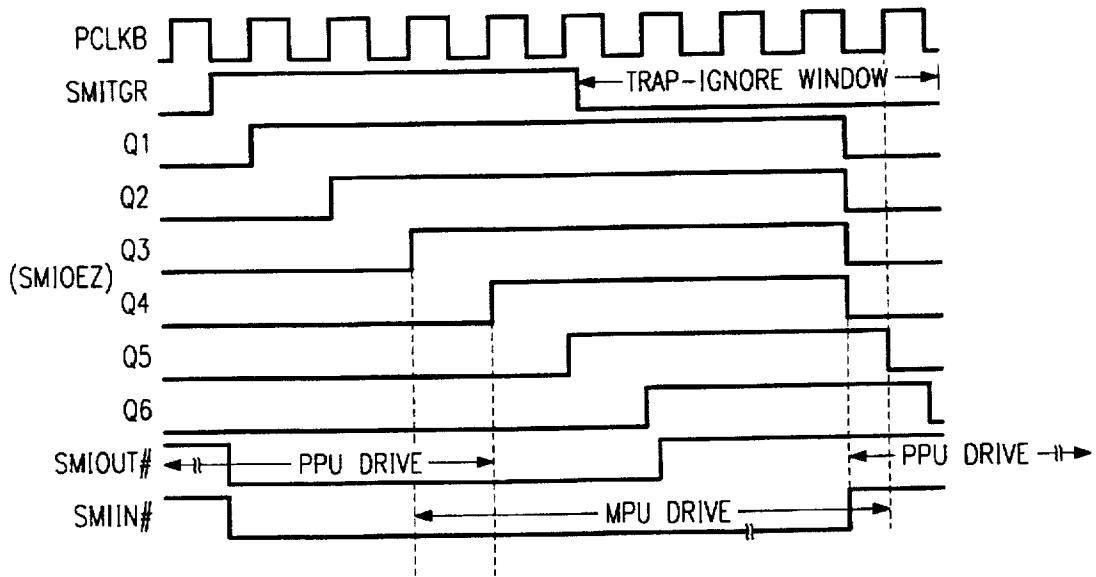 PCLKB
SMITGR
TRAP-IGNORE WINDOW
Q1
Q2
Q3
(SMIOEZ)
Q4
Q5
Q6
SMIOUT#
PPU DRIVE
PPU DRIVE
SMIIN#
MPU DRIVE